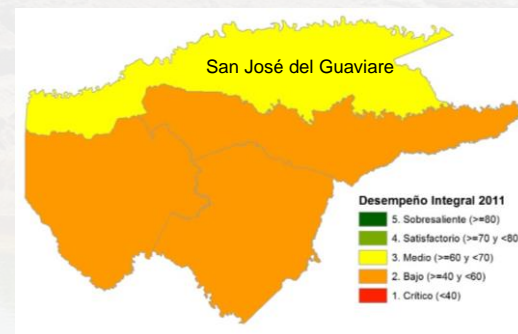 San José del Guaviare
Desempeño Integral 2011
5. Sobresaliente (>=80)
4. Satisfactorio (>=70 y <80
3. Medio (>=60 y <70)
2. Bajo (>=40 y <60)
1. Crítico (<40)